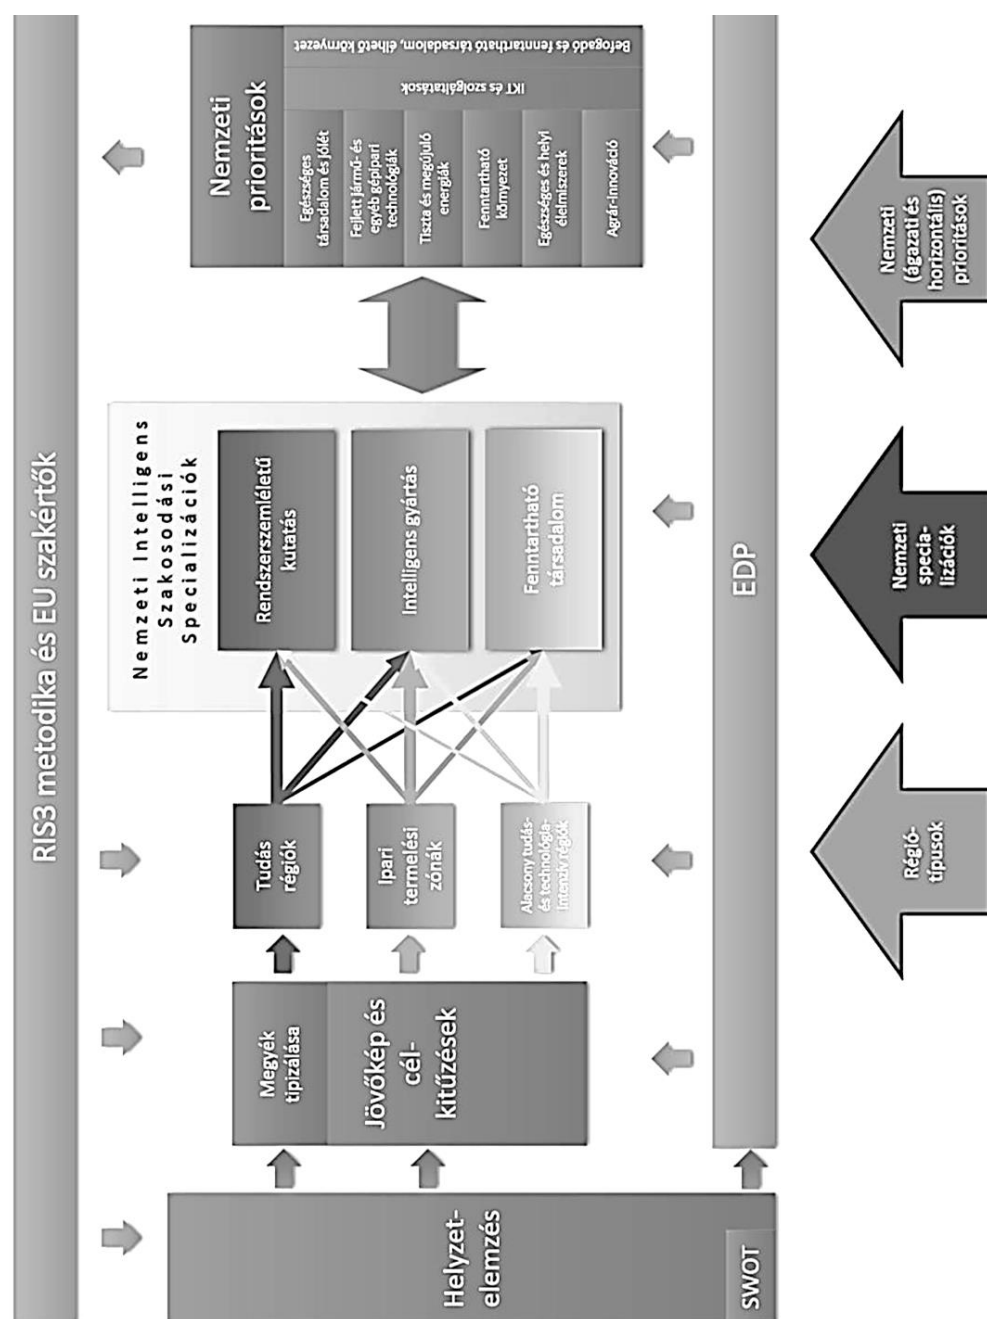 RIS3 metodika és EU szakértők
Helyzet-
elemzés
SWOT
Megyék
tipizálása
Jövőkép és
cél-
kitűzések
Tudás
régiók
Ipari
termelési
zónák
Alacsony tudás-
és technológia-
intenzív régiók
Nemzeti Intelligens
Szakosodási
Specializációk
Rendszerszemléletű
kutatás
Intelligens gyártás
Fenntartható
társadalom
Nemzeti
prioritások
Egészséges
társadalom és jólét
Fejlett jármű- és
egyéb gépipari
technológiák
Tiszta és megújuló
energiák
Fenntartható
környezet
Egészséges és helyi
élelmiszerek
Agrár-innováció
IKT és szolgáltatások
Befogadó és fenntartható társadalom, élhető környezet
EDP
Régió-
típusok
Nemzeti
specia-
lizációk
Nemzeti
(ágazati és
horizontális)
prioritások